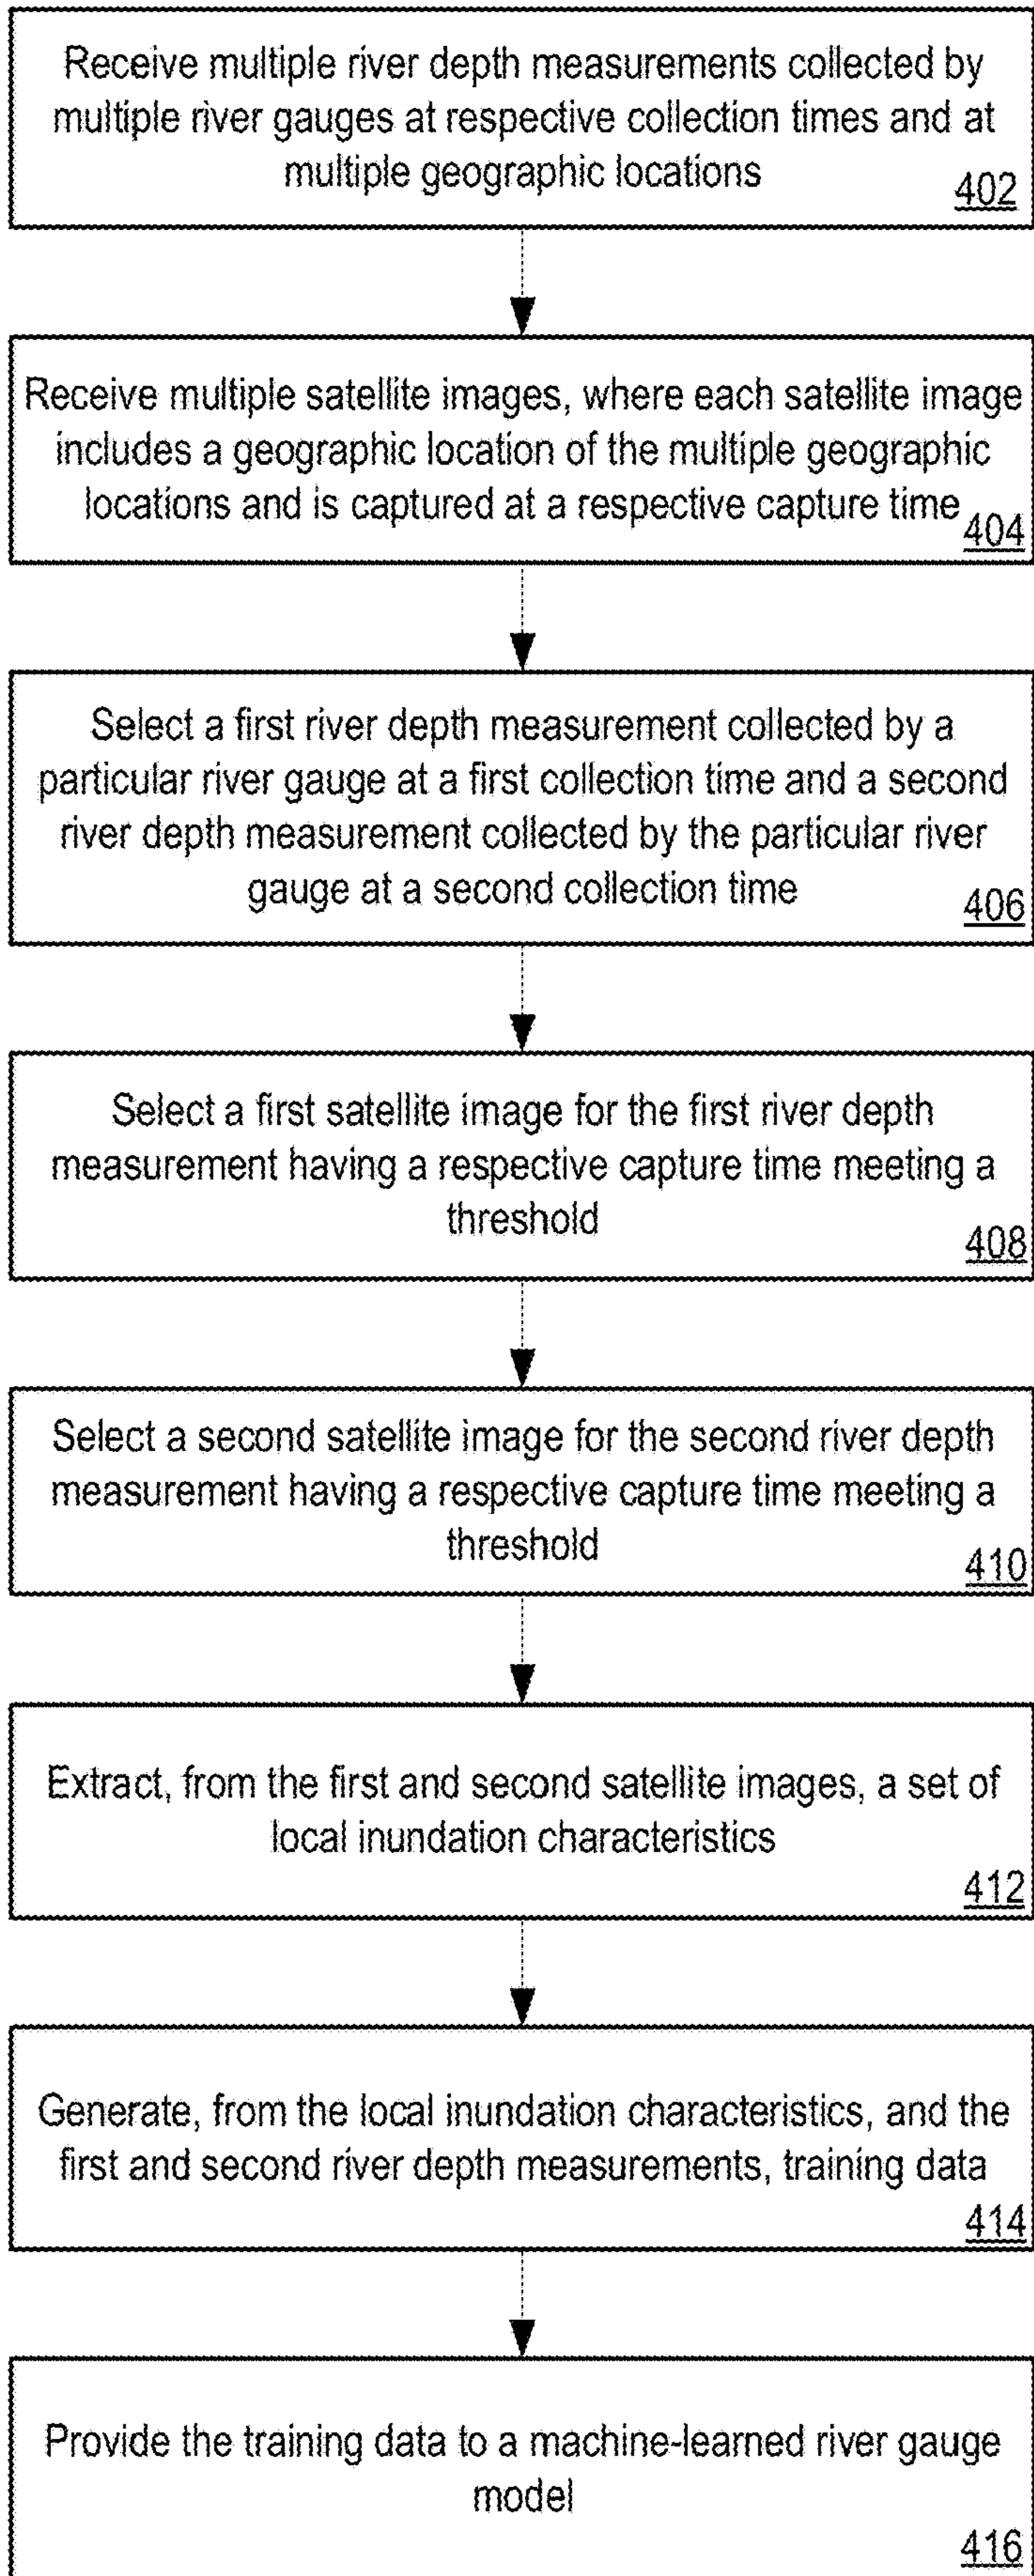 Receive multiple river depth measurements collected by
multiple river gauges at respective collection times and at
multiple geographic locations
402
Receive multiple satellite images, where each satellite image
includes a geographic location of the multiple geographic
locations and is captured at a respective capture time
404
Select a first river depth measurement collected by a
particular river gauge at a first collection time and a second
river depth measurement collected by the particular river
gauge at a second collection time
406
Select a first satellite image for the first river depth
measurement having a respective capture time meeting a
threshold
408
Select a second satellite image for the second river depth
measurement having a respective capture time meeting a
threshold
410
Extract, from the first and second satellite images, a set of
local inundation characteristics
412
Generate, from the local inundation characteristics, and the
first and second river depth measurements, training data
414
Provide the training data to a machine-learned river gauge
model
416